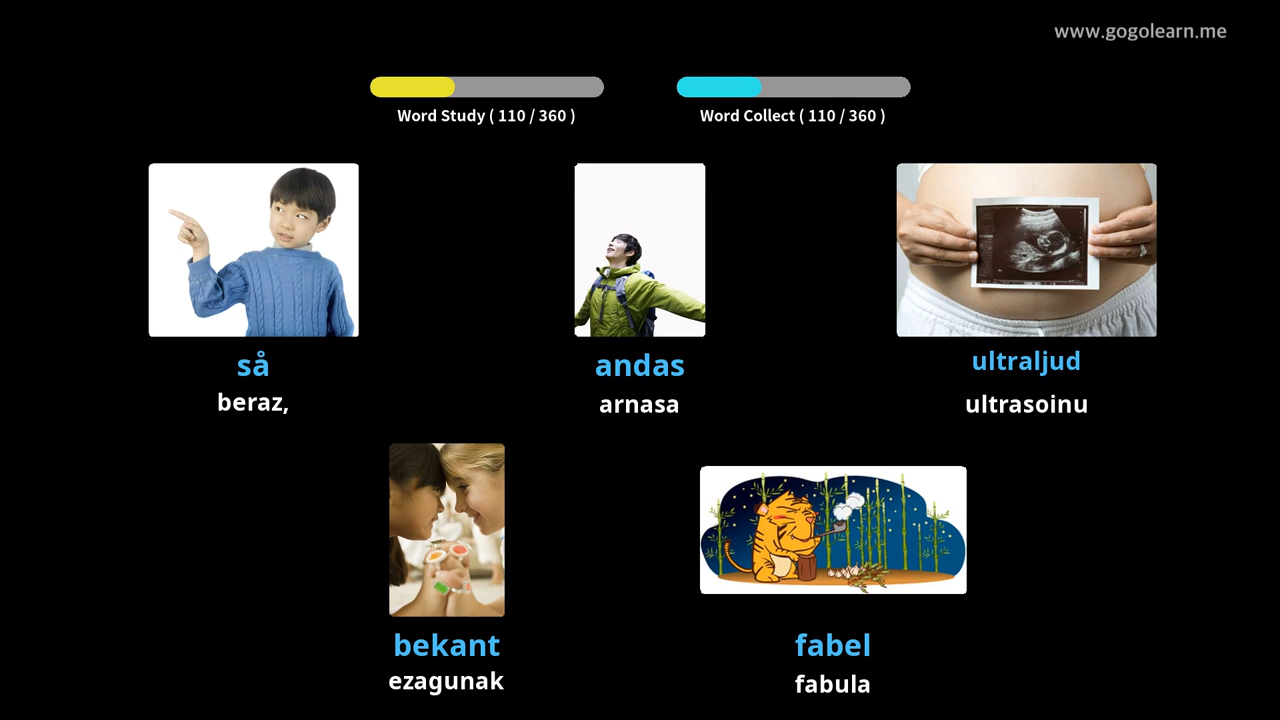 www.gogolearn.me
Word Study ( 110 / 360 )
Word Collect ( 110 / 360 )
så
beraz,
andas
arnasa
ultraljud
ultrasoinu
bekant
ezagunak
fabel
fabula